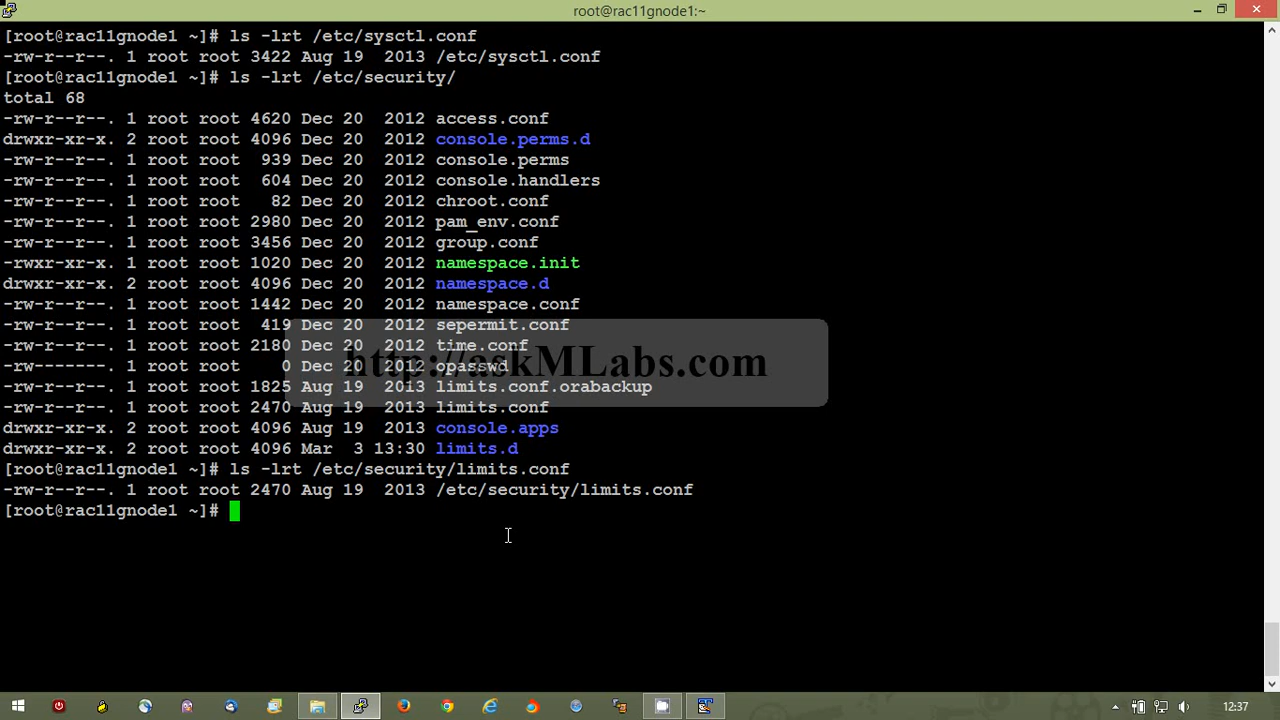 root@rac11gnode1:~
[root@rac11gnode1 ~]# ls -lrt /etc/sysctl.conf
-rw-r--r--. 1 root root 3422 Aug 19  2013 /etc/sysctl.conf
[root@rac11gnode1 ~]# ls -lrt /etc/security/
total 68
-rw-r--r--. 1 root root 4620 Dec 20  2012 access.conf
drwxr-xr-x. 2 root root 4096 Dec 20  2012 console.perms.d
-rw-r--r--. 1 root root  939 Dec 20  2012 console.perms
-rw-r--r--. 1 root root  604 Dec 20  2012 console.handlers
-rw-r--r--. 1 root root   82 Dec 20  2012 chroot.conf
-rw-r--r--. 1 root root 2980 Dec 20  2012 pam_env.conf
-rw-r--r--. 1 root root 3456 Dec 20  2012 group.conf
-rwxr-xr-x. 1 root root 1020 Dec 20  2012 namespace.init
drwxr-xr-x. 2 root root 4096 Dec 20  2012 namespace.d
-rw-r--r--. 1 root root 1442 Dec 20  2012 namespace.conf
-rw-r--r--. 1 root root  419 Dec 20  2012 sepermit.conf
-rw-r--r--. 1 root root 2180 Dec 20  2012 time.conf
http://askMLabs.com
-rw-------. 1 root root    0 Dec 20  2012 opasswd
-rw-r--r--. 1 root root 1825 Aug 19  2013 limits.conf.orabackup
-rw-r--r--. 1 root root 2470 Aug 19  2013 limits.conf
drwxr-xr-x. 2 root root 4096 Aug 19  2013 console.apps
drwxr-xr-x. 2 root root 4096 Mar  3 13:30 limits.d
[root@rac11gnode1 ~]# ls -lrt /etc/security/limits.conf
-rw-r--r--. 1 root root 2470 Aug 19  2013 /etc/security/limits.conf
[root@rac11gnode1 ~]#
12:37